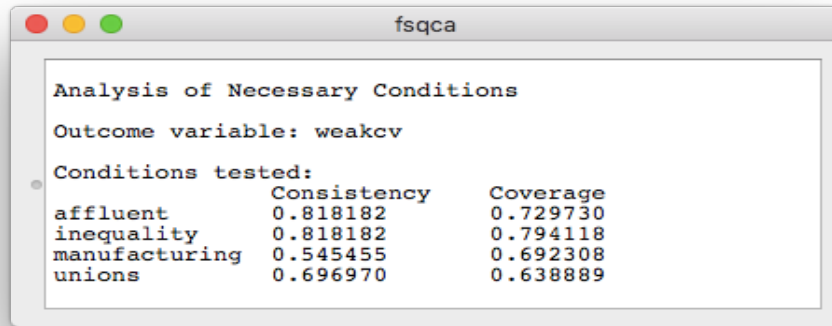 fsqca
Analysis of Necessary Conditions
Outcome variable: weakcv
Conditions tested:
Consistency Coverage
affluent 0.818182 0.729730
inequality 0.818182 0.794118
manufacturing 0.545455 0.692308
unions 0.696970 0.638889